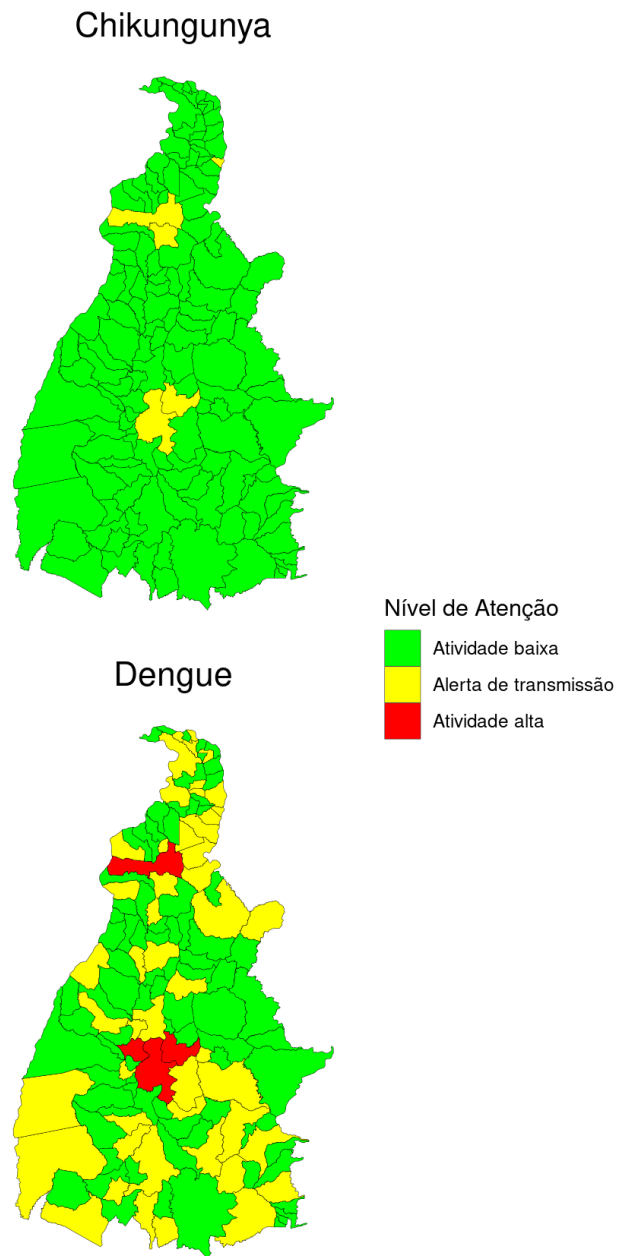 Chikungunya
Nível de Atenção
Atividade baixa
Alerta de transmissão
Atividade alta
Dengue